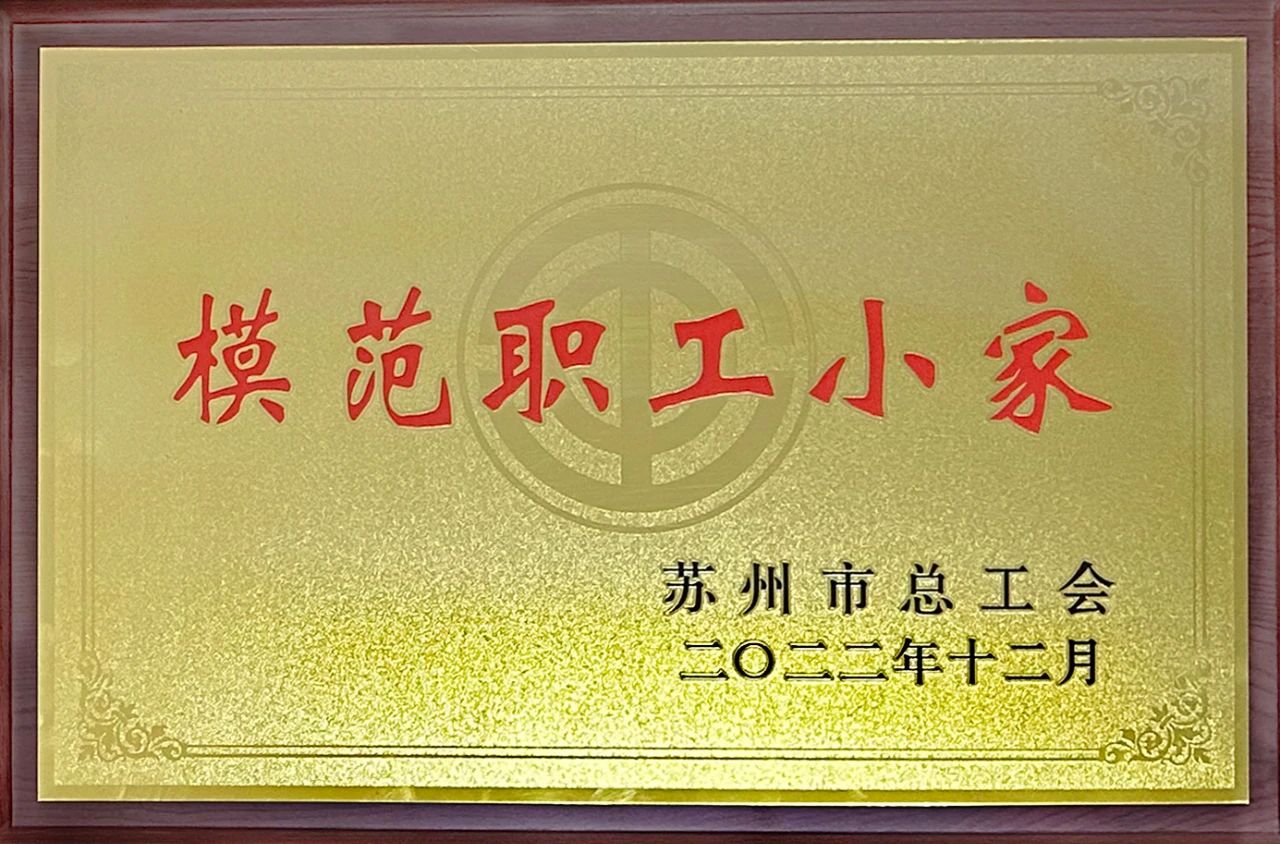 模范职工小家
苏州市总工会
二〇二二年十二月